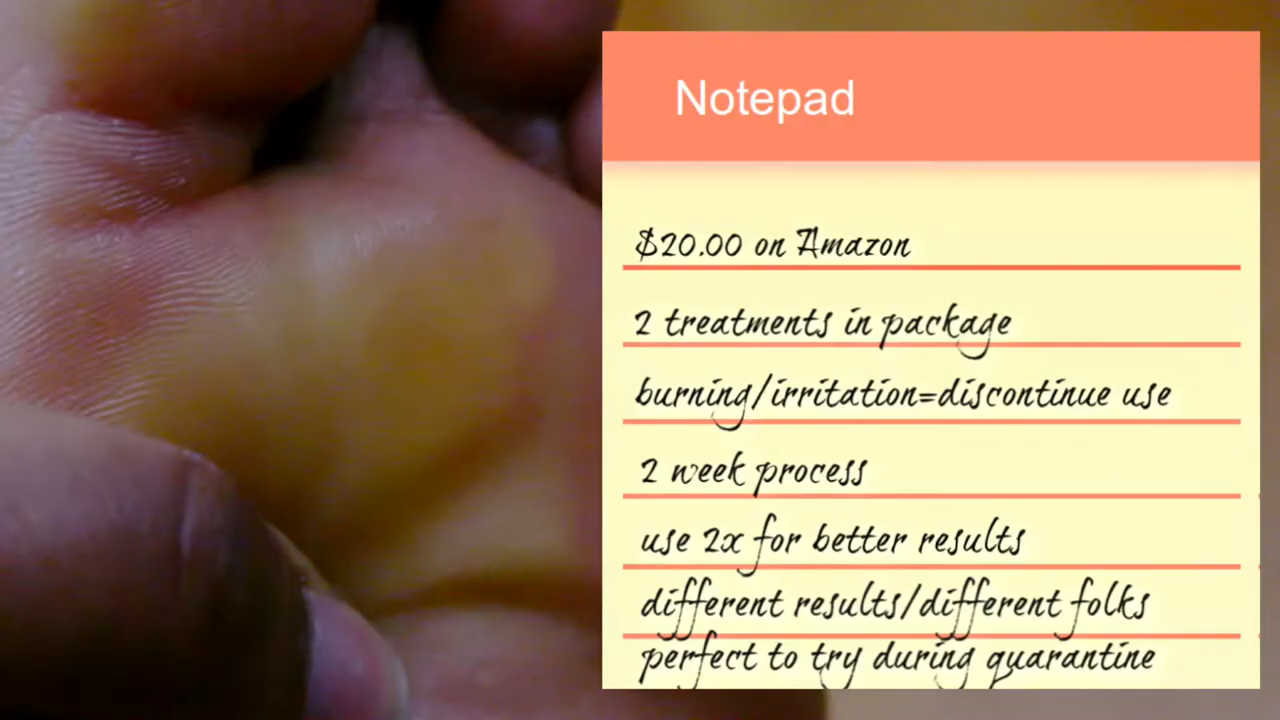 Notepad
$20.00 on Amazon
2 treatments in package
burning/irritation=discontinue use
2 week process
use 2x for better results
different results/different folks
perfect to try during quarantine